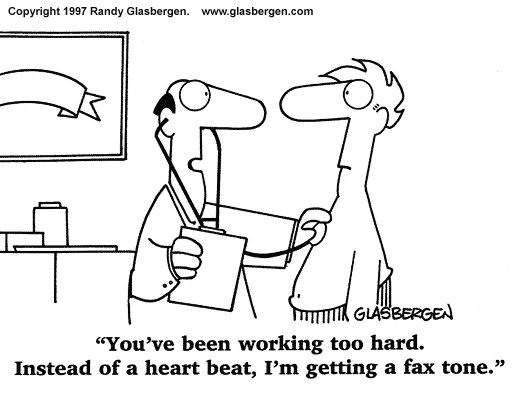 Copyright 1997 Randy Glasbergen.   www.glasbergen.com
GLASBERGEN
“You’ve been working too hard.
Instead of a heart beat, I’m getting a fax tone.”